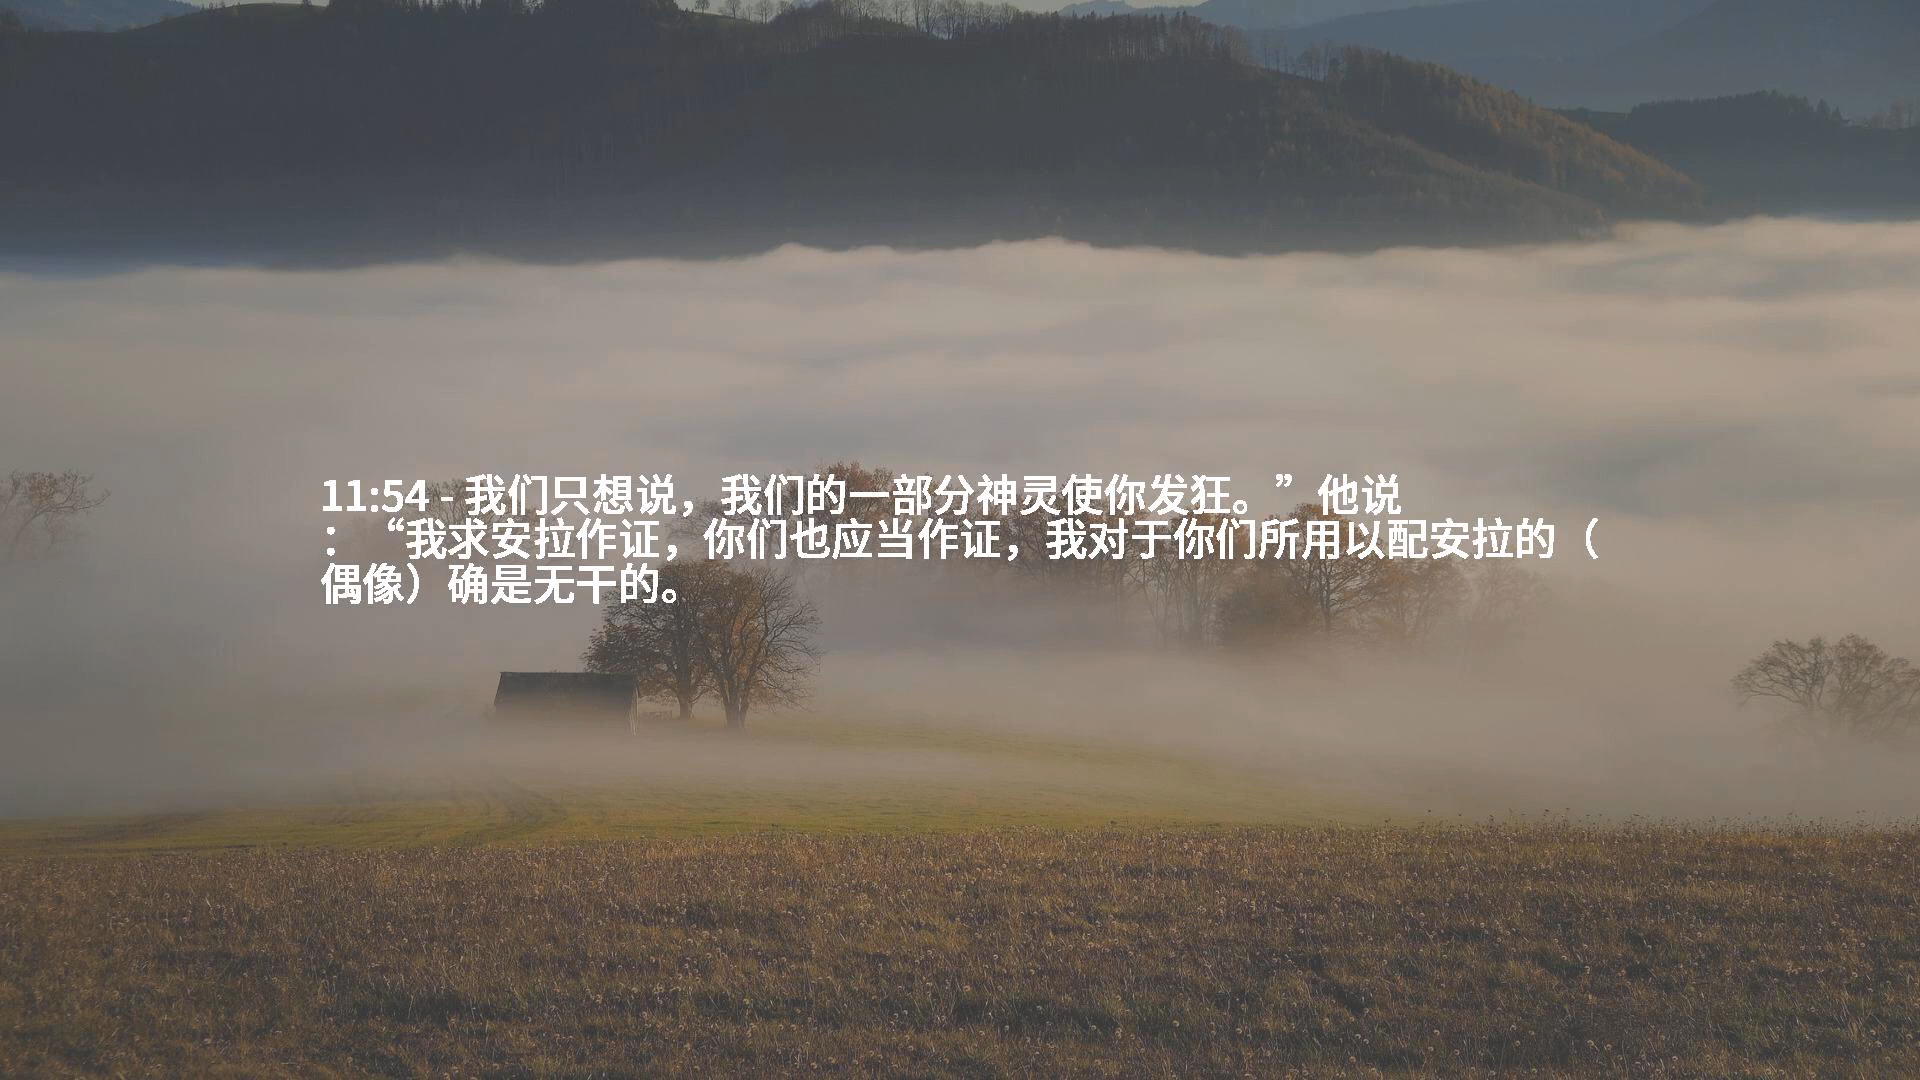 11:54 - 我们只想说，我们的一部分神灵使你发狂。”他说
：“我求安拉作证，你们也应当作证，我对于你们所用以配安拉的（
偶像）确是无干的。